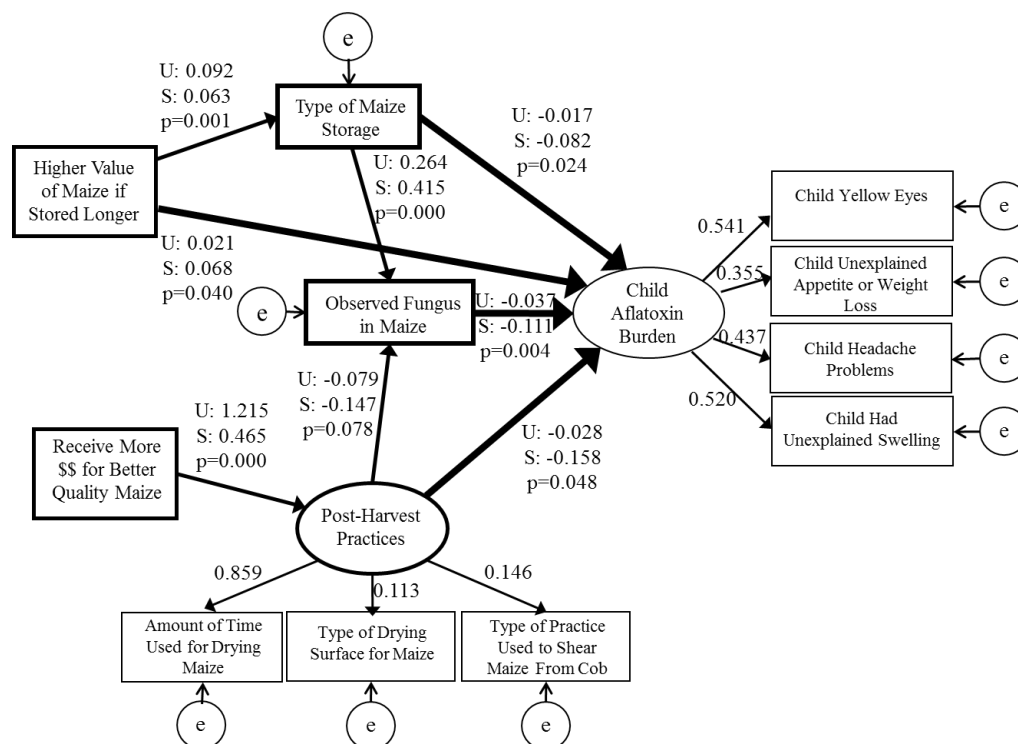 e
U: 0.092
S: 0.063
p=0.001
Type of Maize
Storage
U: -0.017
S: -0.082
p=0.024
Higher Value
of Maize if
Stored Longer
U: 0.264
S: 0.415
p=0.000
Child Yellow Eyes
e
0.541
U: 0.021
S: 0.068
p=0.040
0.355
Child Unexplained
Appetite or Weight
Loss
e
e
Observed Fungus
in Maize
U: -0.037
S: -0.111
p=0.004
Child
Aflatoxin
Burden
0.437
Child Headache
Problems
e
U: -0.079
S: -0.147
p=0.078
0.520
Child Had
Unexplained Swelling
e
U: 1.215
S: 0.465
p=0.000
Receive More
$$ for Better
Quality Maize
U: -0.028
S: -0.158
p=0.048
Post-Harvest
Practices
0.859
0.113
0.146
Amount of Time
Used for Drying
Maize
Type of Drying
Surface for Maize
Type of Practice
Used to Shear
Maize From Cob
e
e
e